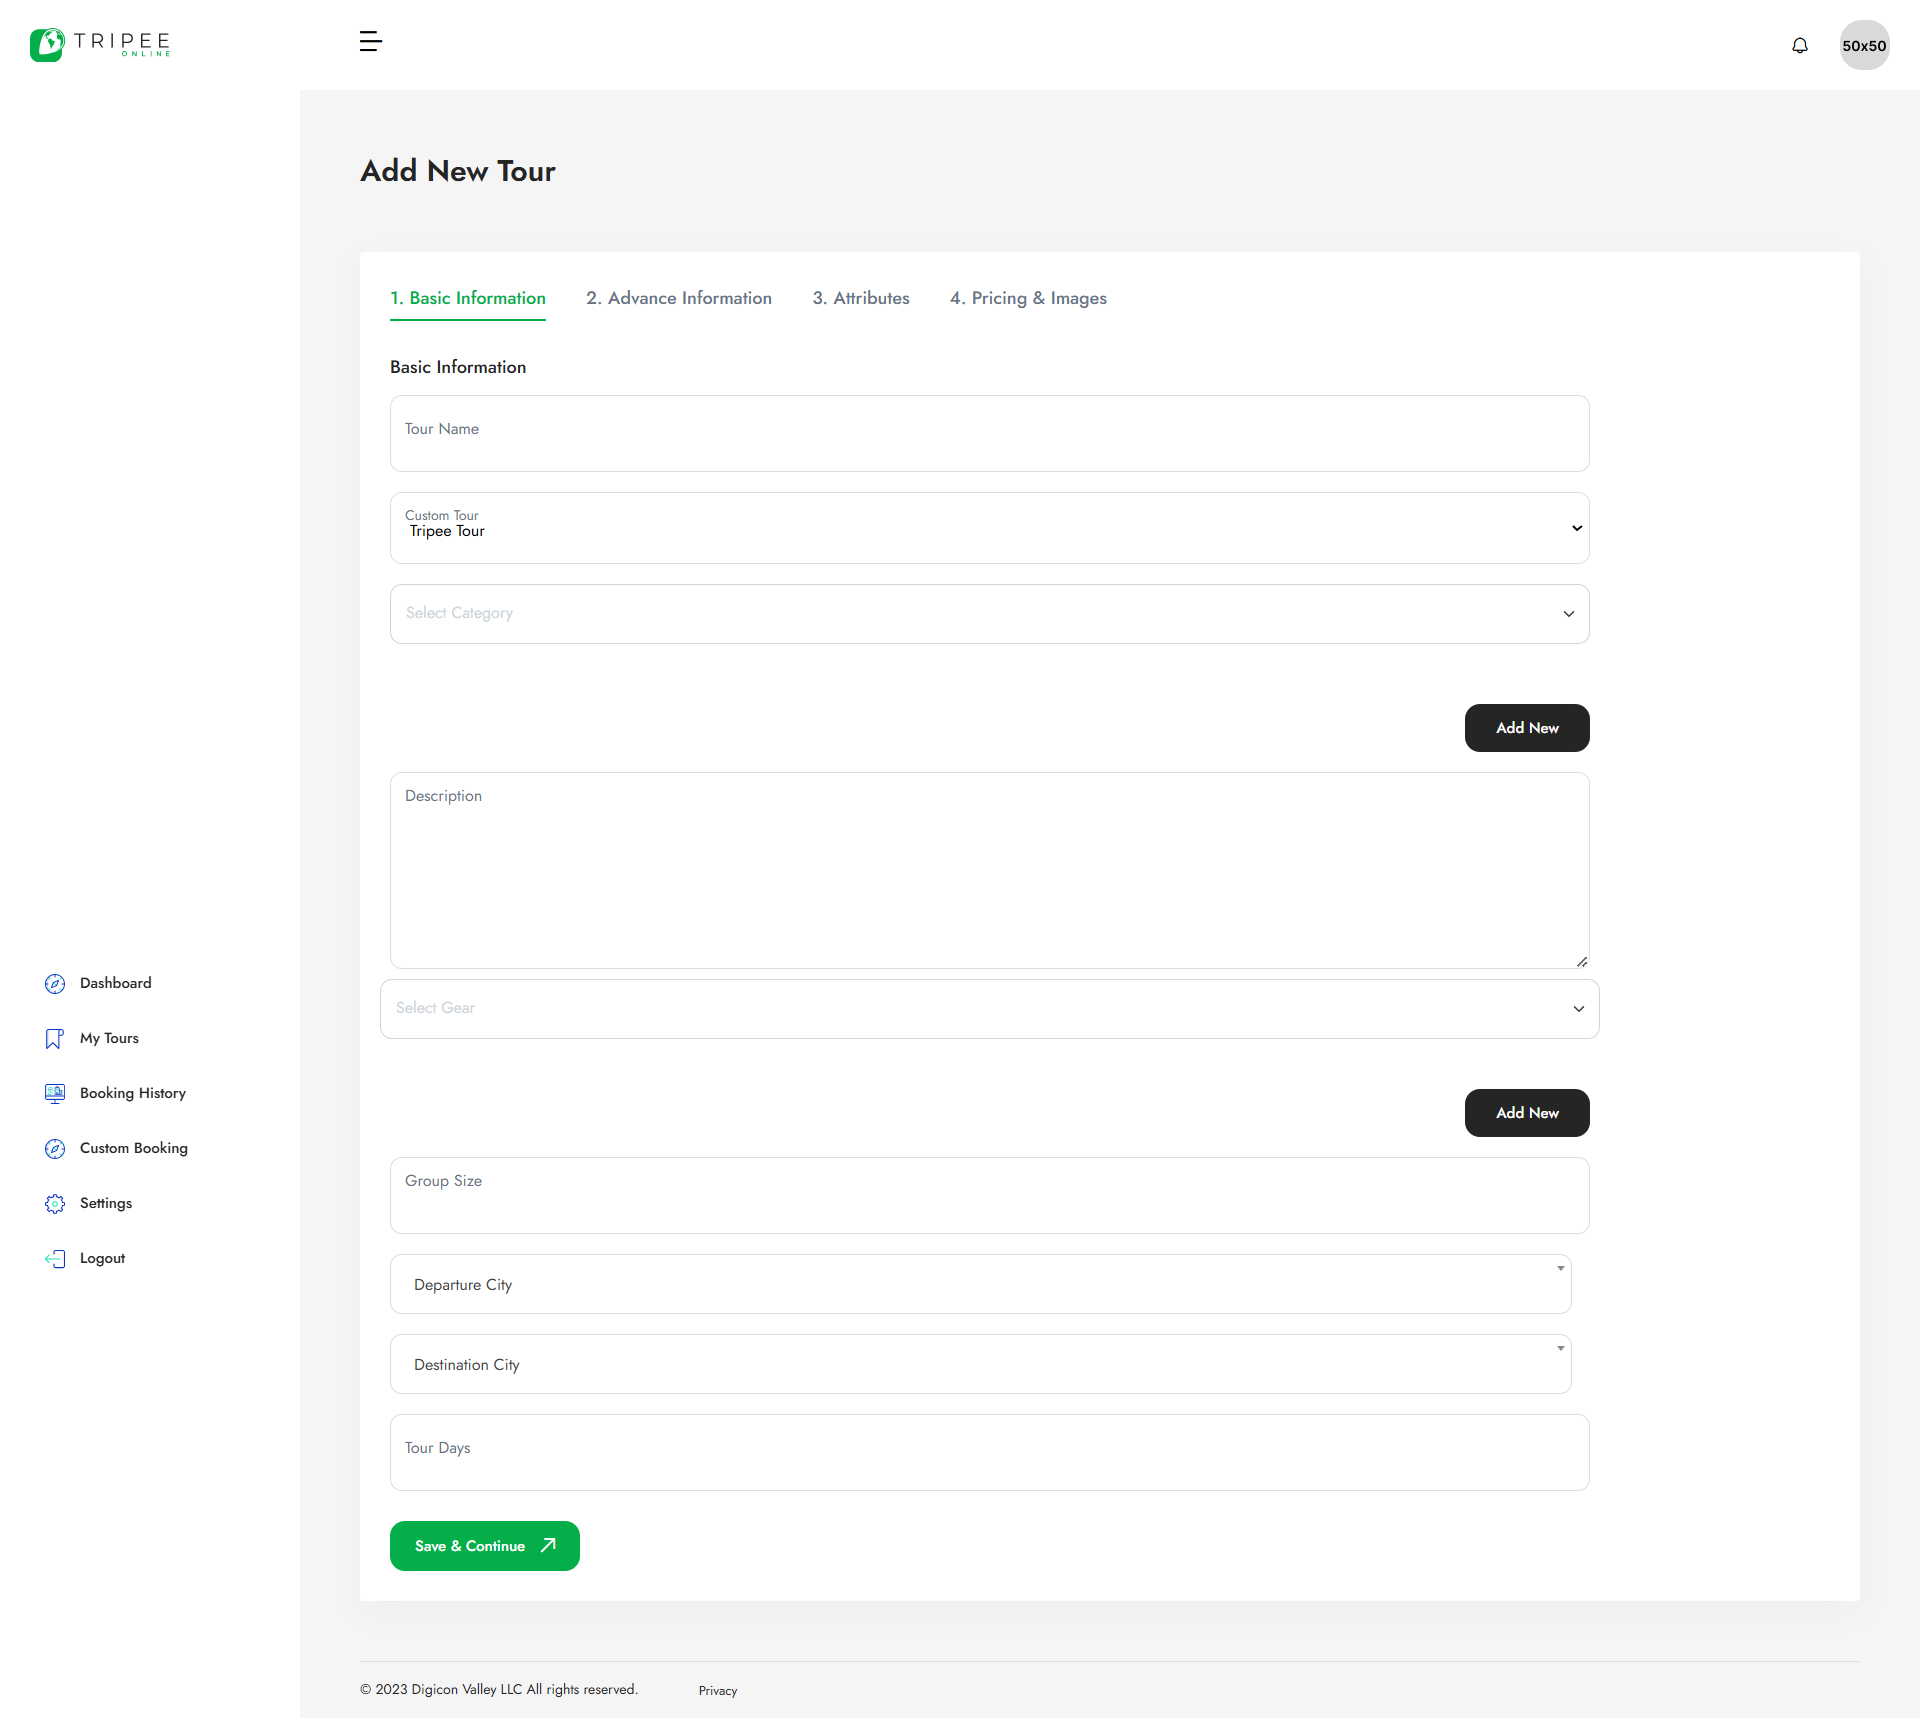 TRIPEE
ONLINE
50x50
Add New Tour
1. Basic Information
2. Advance Information
3. Attributes
4. Pricing & Images
Basic Information
Tour Name
Custom Tour
Tripee Tour
Select Category
Add New
Description
Select Gear
Add New
Group Size
Departure City
Destination City
Tour Days
Save & Continue
Dashboard
My Tours
Booking History
Custom Booking
Settings
Logout
© 2023 Digicon Valley LLC All rights reserved.
Privacy